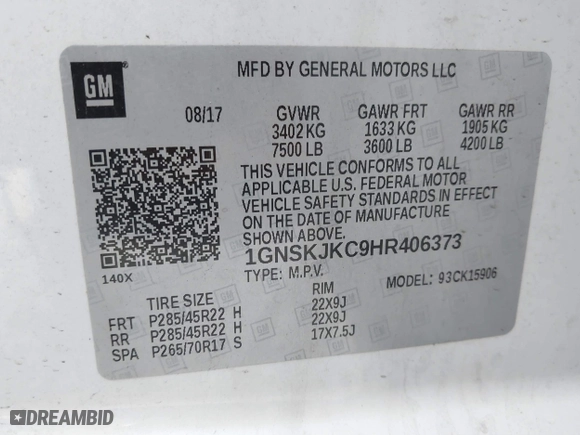 GM
MFD BY GENERAL MOTORS LLC
08/17 GVWR GAWR FRT GAWR RR
3402 KG 1633 KG 1905 KG
7500 LB 3600 LB 4200 LB
THIS VEHICLE CONFORMS TO ALL
APPLICABLE U.S. FEDERAL MOTOR
VEHICLE SAFETY STANDARDS IN EFFECT
ON THE DATE OF MANUFACTURE
SHOWN ABOVE.
1GNSKJKC9HR406373
140X
TYPE: M.P.V. MODEL: 93CK15906
TIRE SIZE RIM
FRT P285/45R22 H 22X9J
RR P285/45R22 H 22X9J
SPA P265/70R17 S 17X7.5J
DREAMBID